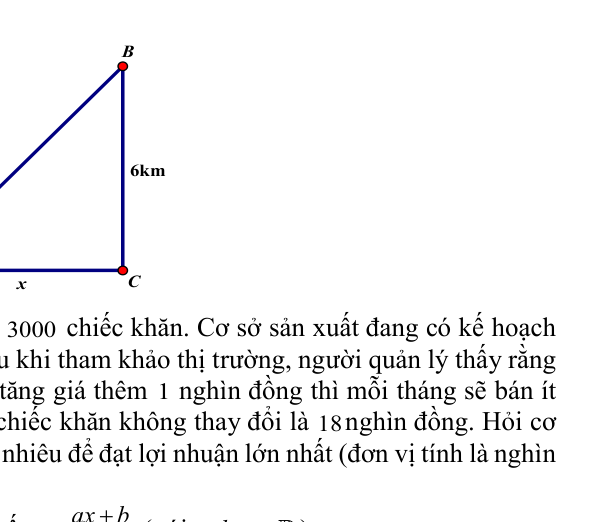 B
6km
x
C
3000 chiếc khăn. Cơ sở sản xuất đang có kế hoạch
khi tham khảo thị trường, người quản lý thấy rằng
tăng giá thêm 1 nghìn đồng thì mỗi tháng sẽ bán ít
chiếc khăn không thay đổi là 18 nghìn đồng. Hỏi cơ
nhiêu để đạt lợi nhuận lớn nhất (đơn vị tính là nghìn
ax + b